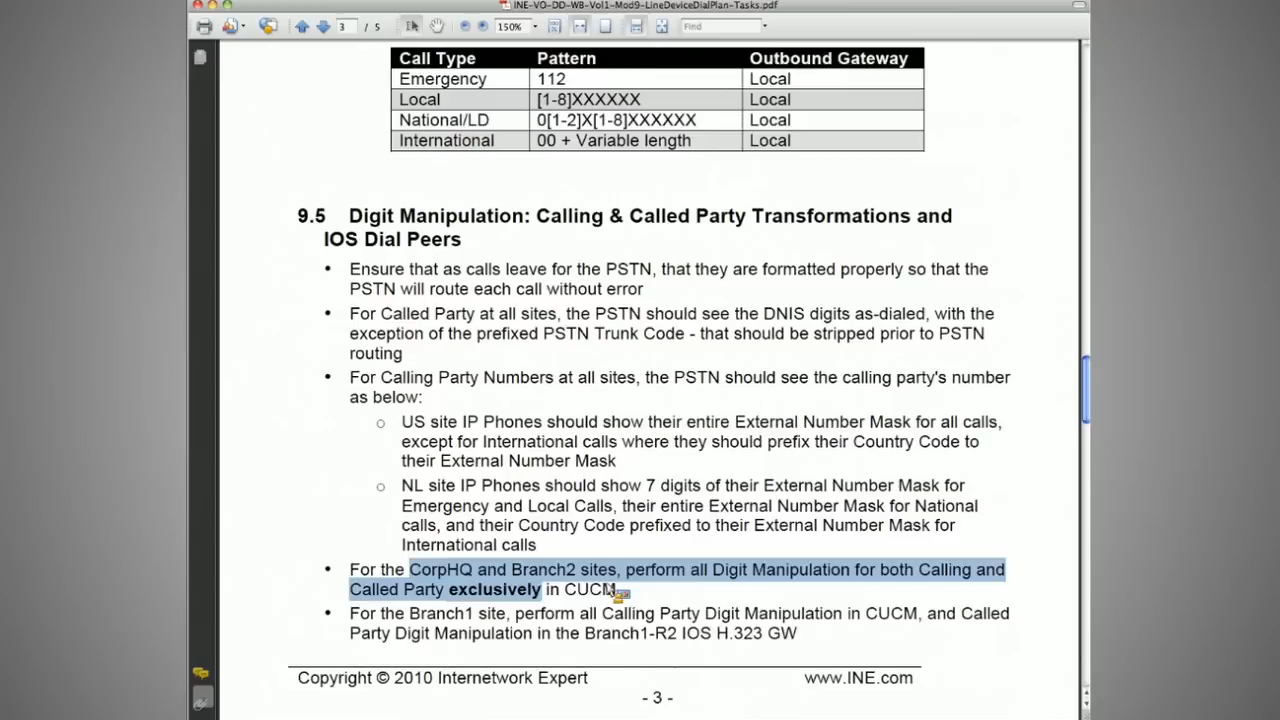 INE-VO-DD-WB-Vol1-Mod9-LineDeviceDialPlan-Tasks.pdf
3 / 5 150% Find
Call Type Pattern Outbound Gateway
Emergency 112 Local
Local [1-8]XXXXXX Local
National/LD 0[1-2]X[1-8]XXXXXX Local
International 00 + Variable length Local
9.5 Digit Manipulation: Calling & Called Party Transformations and
IOS Dial Peers
• Ensure that as calls leave for the PSTN, that they are formatted properly so that the
PSTN will route each call without error
• For Called Party at all sites, the PSTN should see the DNIS digits as-dialed, with the
exception of the prefixed PSTN Trunk Code - that should be stripped prior to PSTN
routing
• For Calling Party Numbers at all sites, the PSTN should see the calling party's number
as below:
○ US site IP Phones should show their entire External Number Mask for all calls,
except for International calls where they should prefix their Country Code to
their External Number Mask
○ NL site IP Phones should show 7 digits of their External Number Mask for
Emergency and Local Calls, their entire External Number Mask for National
calls, and their Country Code prefixed to their External Number Mask for
International calls
• For the CorpHQ and Branch2 sites, perform all Digit Manipulation for both Calling and
Called Party exclusively in CUCM
• For the Branch1 site, perform all Calling Party Digit Manipulation in CUCM, and Called
Party Digit Manipulation in the Branch1-R2 IOS H.323 GW
Copyright © 2010 Internetwork Expert www.INE.com
- 3 -